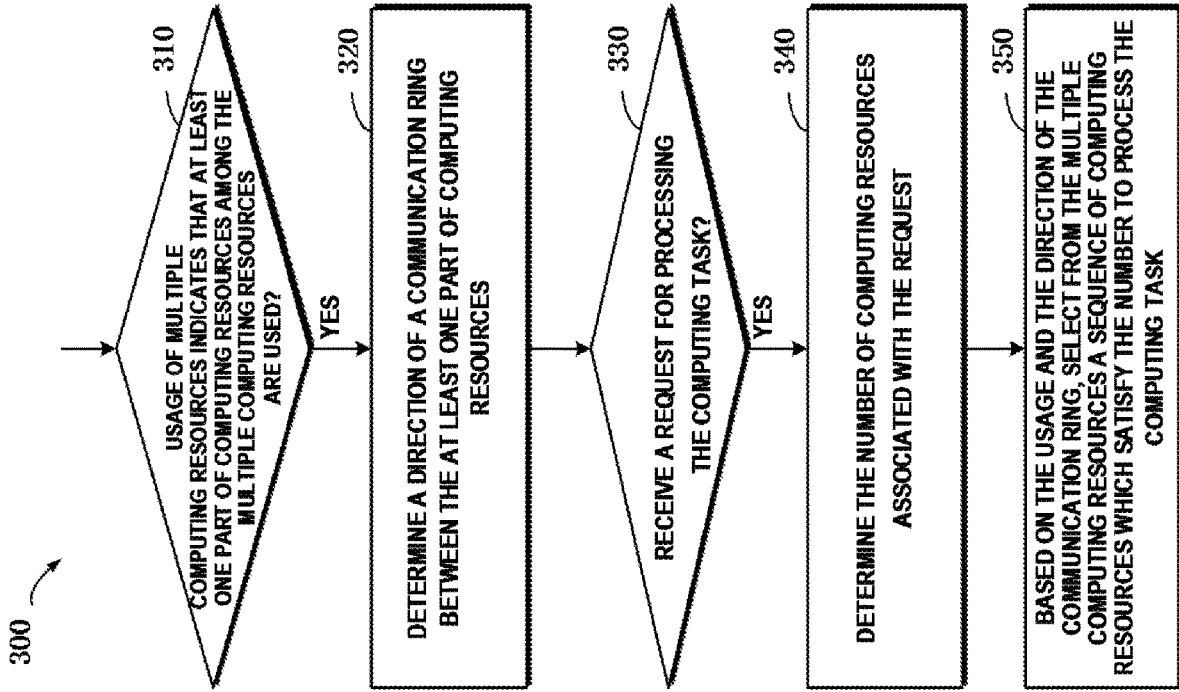 300
310
USAGE OF MULTIPLE
COMPUTING RESOURCES INDICATES THAT AT LEAST
ONE PART OF COMPUTING RESOURCES AMONG THE
MULTIPLE COMPUTING RESOURCES
ARE USED?
YES
320
DETERMINE A DIRECTION OF A COMMUNICATION RING
BETWEEN THE AT LEAST ONE PART OF COMPUTING
RESOURCES
330
RECEIVE A REQUEST FOR PROCESSING
THE COMPUTING TASK?
YES
340
DETERMINE THE NUMBER OF COMPUTING RESOURCES
ASSOCIATED WITH THE REQUEST
350
BASED ON THE USAGE AND THE DIRECTION OF THE
COMMUNICATION RING, SELECT FROM THE MULTIPLE
COMPUTING RESOURCES A SEQUENCE OF COMPUTING
RESOURCES WHICH SATISFY THE NUMBER TO PROCESS THE
COMPUTING TASK